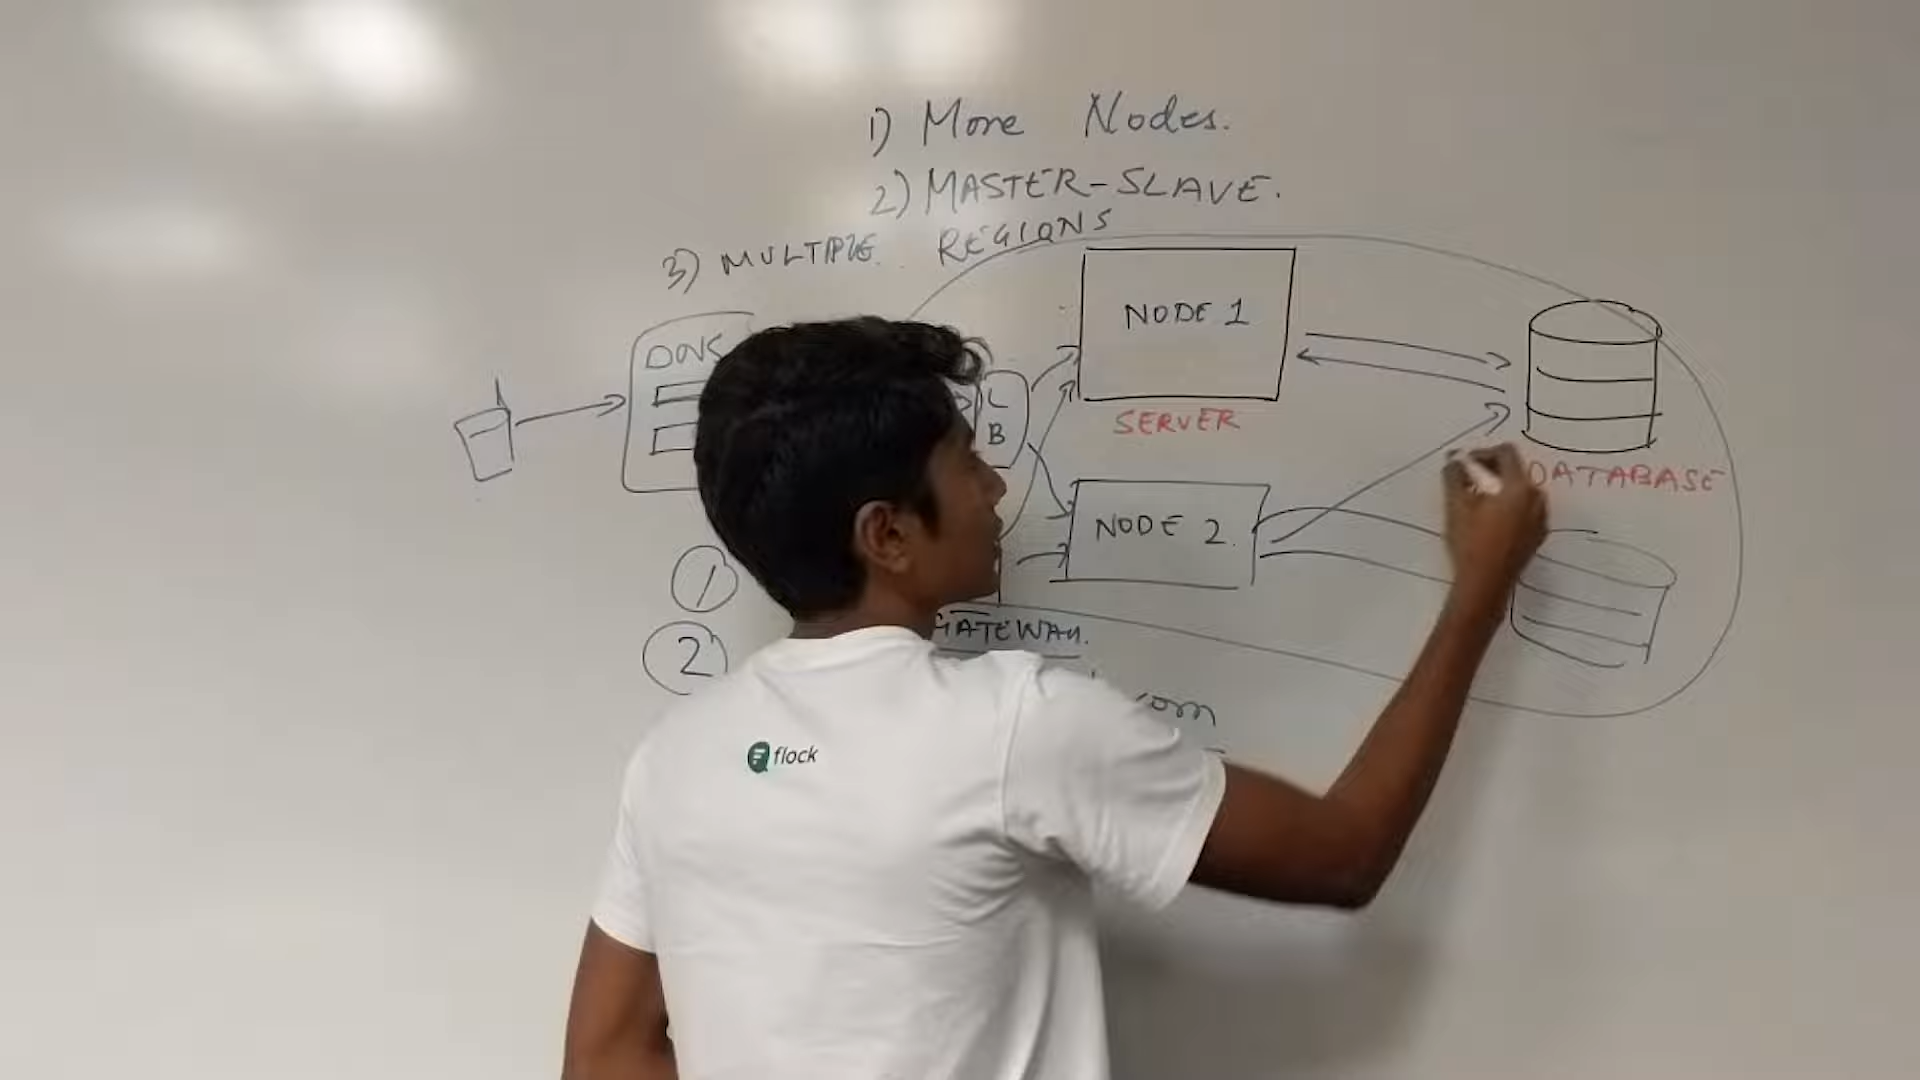 1) More Nodes.
2) MASTER-SLAVE.
3) MULTIPLE REGIONS
DNS
L
B
NODE 1
SERVER
DATABASE
NODE 2.
1
2
GATEWAY.
com
flock